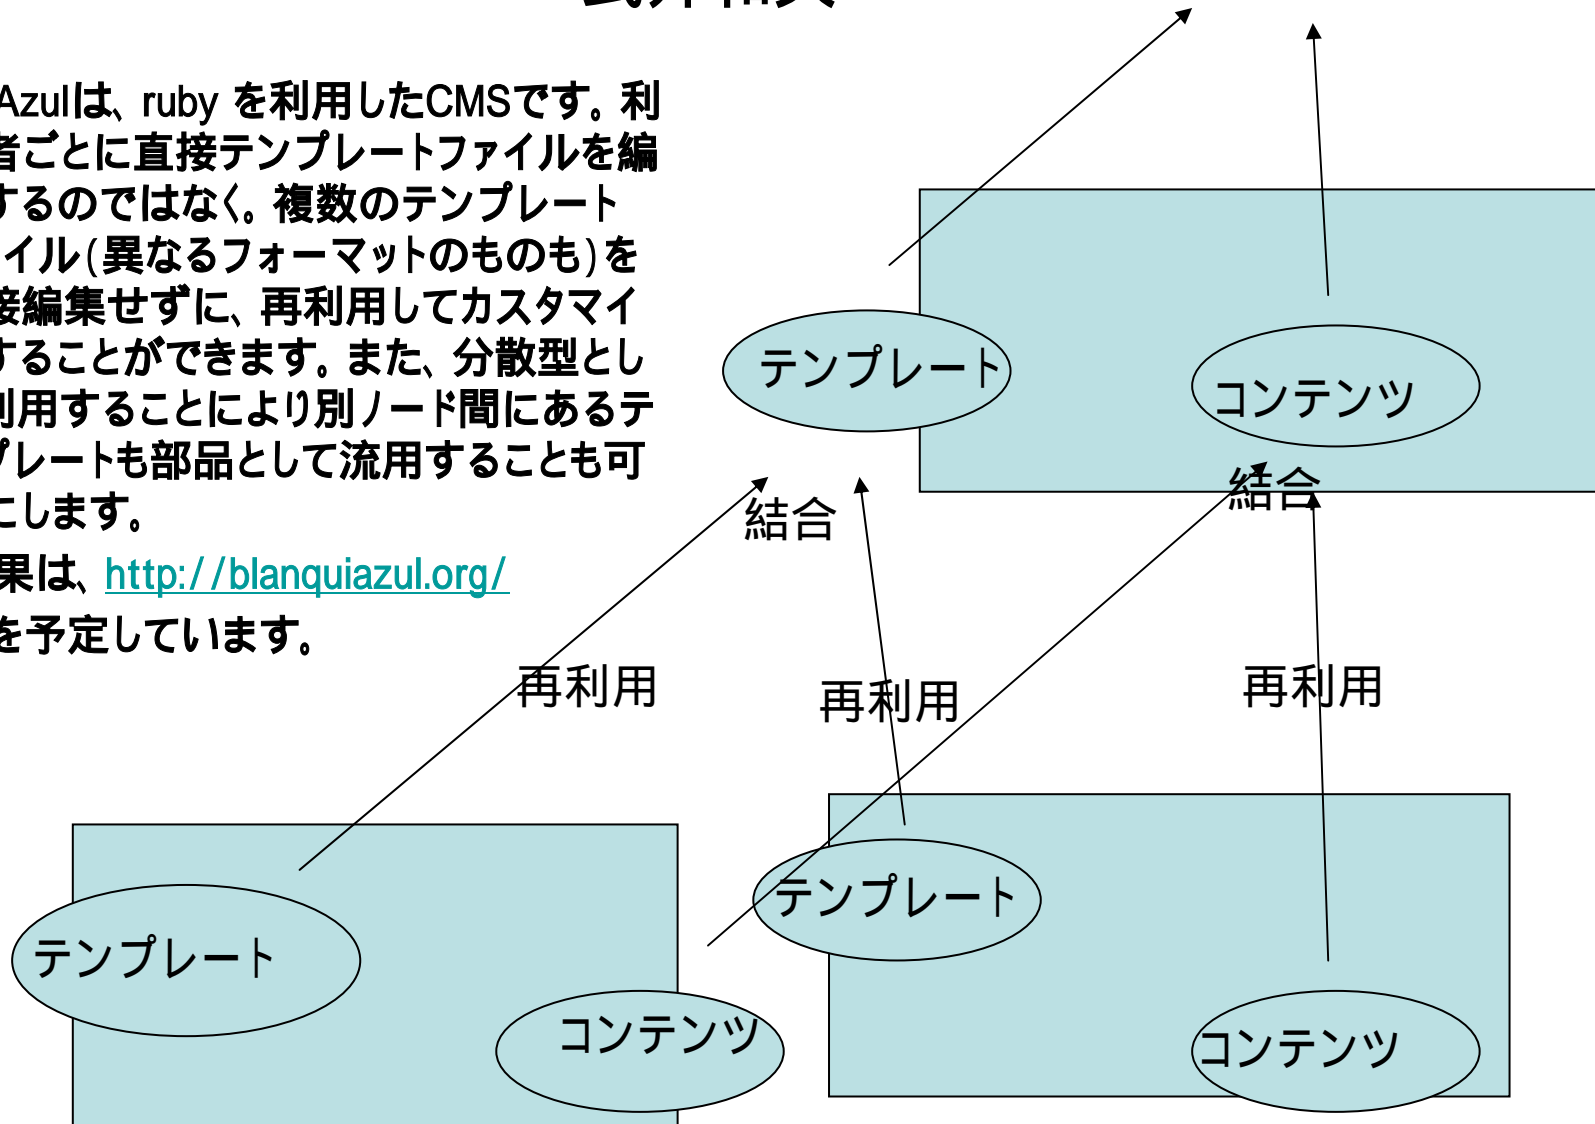 Azulは、ruby を利用したCMSです。利
者ごとに直接テンプレートファイルを編
するのではなく。複数のテンプレート
イル(異なるフォーマットのものも)を
接編集せずに、再利用してカスタマイ
することができます。また、分散型とし
利用することにより別ノード間にあるテ
プレートも部品として流用することも可
にします。
果は、http://blanquiazul.org/
を予定しています。
テンプレート
コンテンツ
結合
結合
再利用
再利用
再利用
テンプレート
コンテンツ
テンプレート
コンテンツ